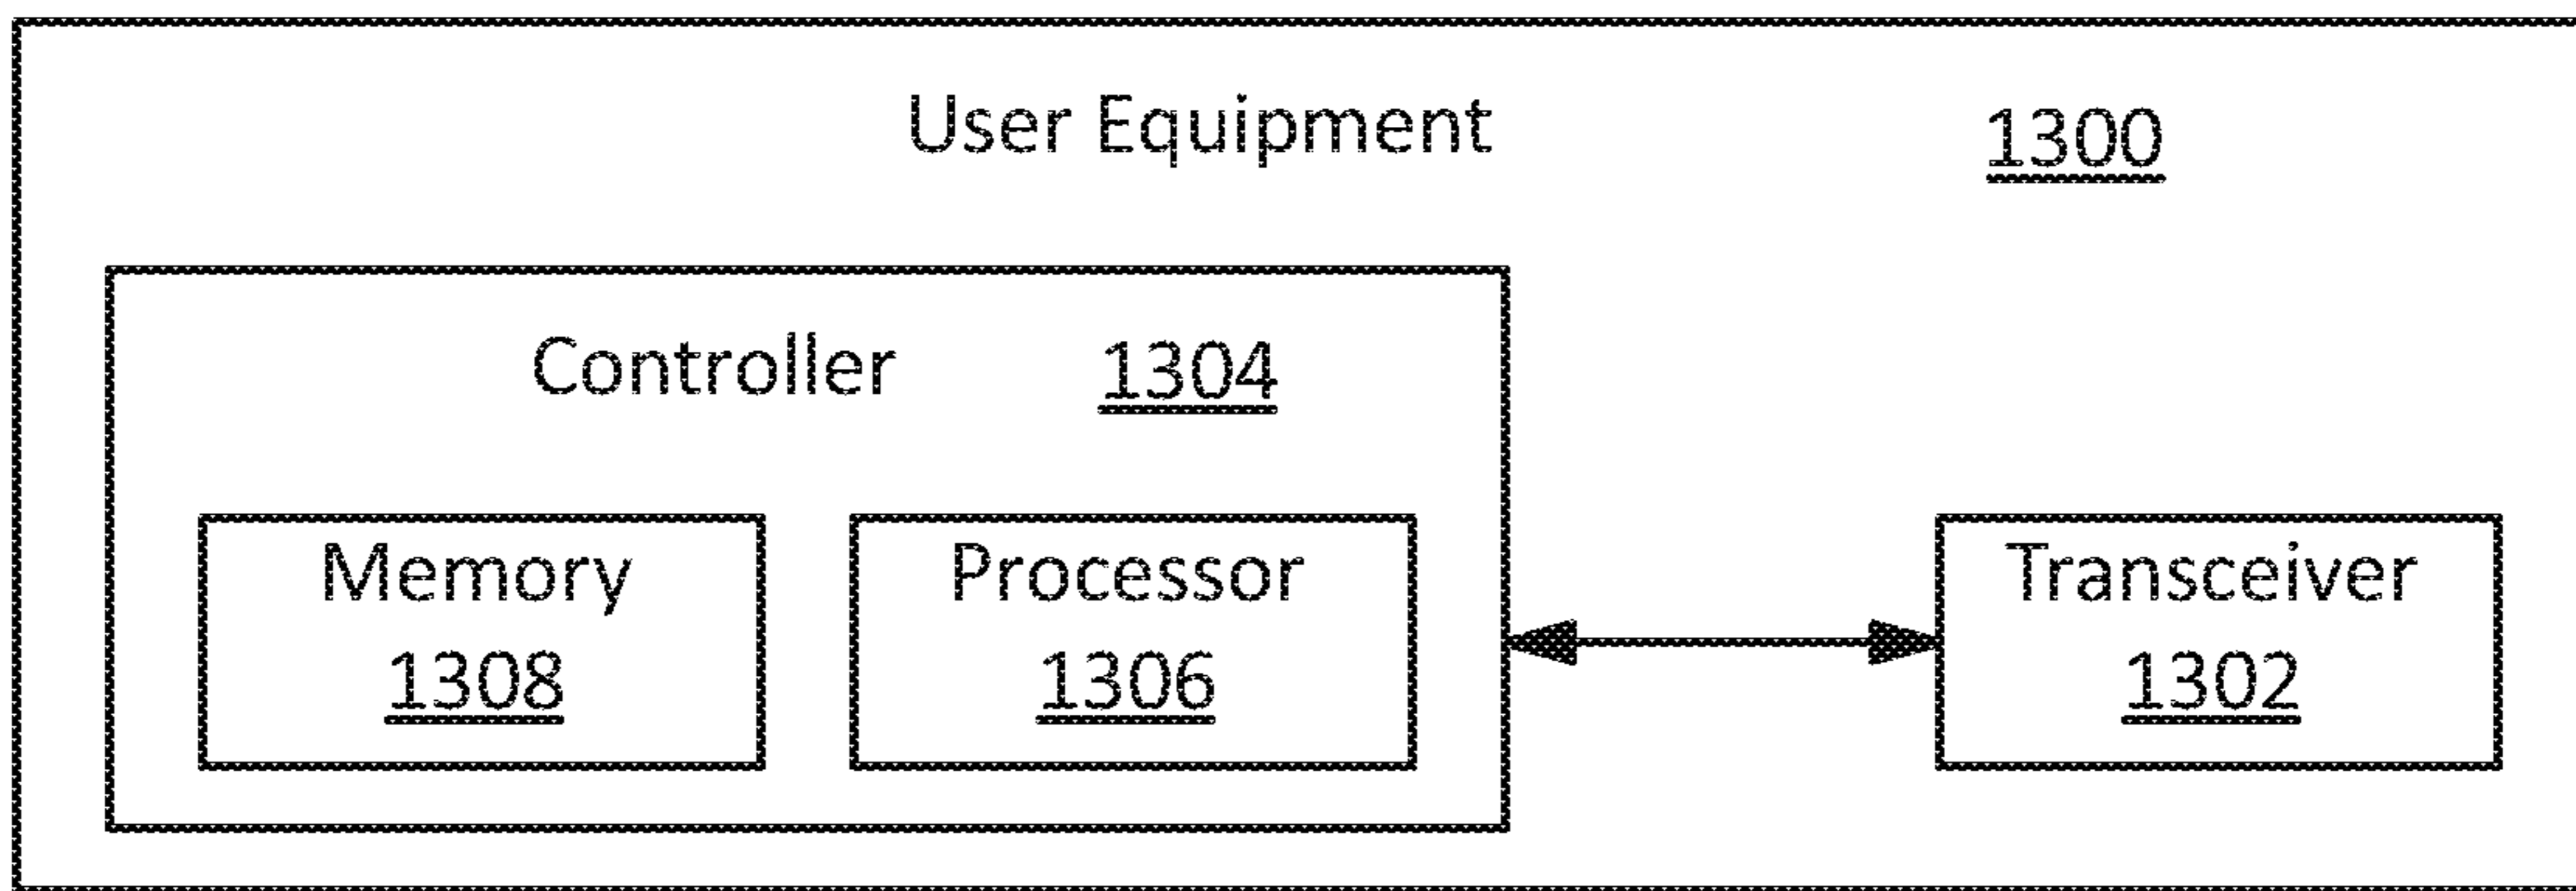 User Equipment 1300
Controller 1304
Memory
1308
Processor
1306
Transceiver
1302